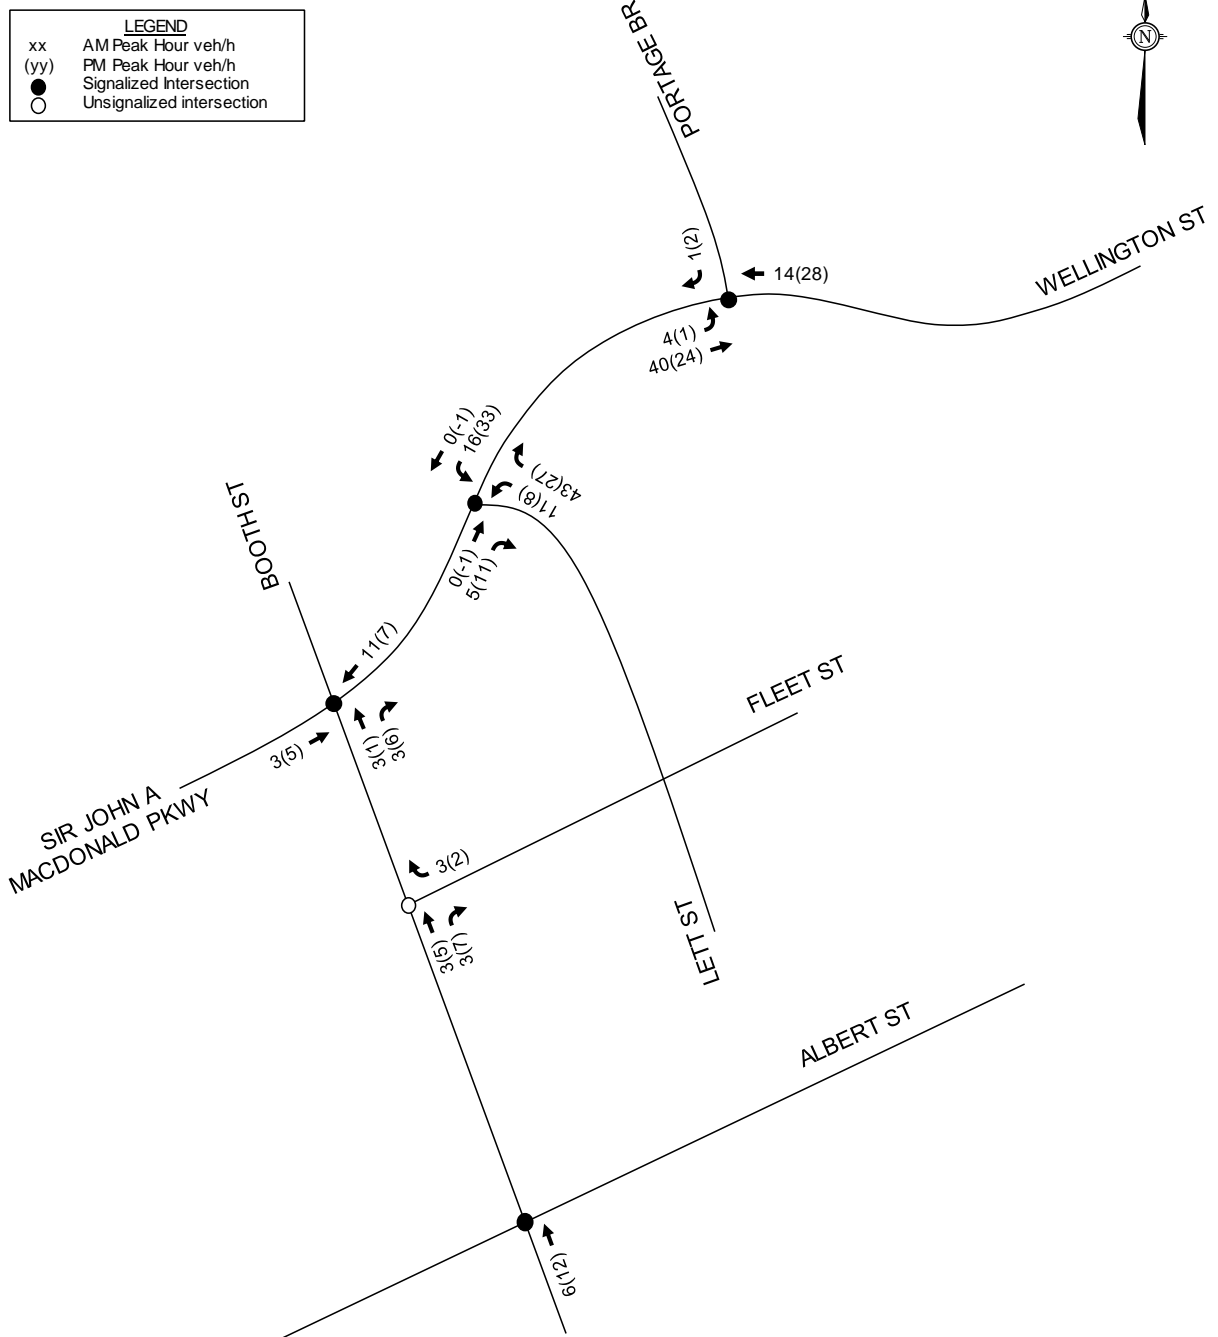 LEGEND
xx AM Peak Hour veh/h
(yy) PM Peak Hour veh/h
Signalized Intersection
Unsignalized intersection
PORTAGE BR
N
WELLINGTON ST
1(2)
14(28)
4(1)
40(24)
0(-1)
16(33)
43(27)
11(8)
0(-1)
5(11)
BOOTH ST
11(7)
3(5)
3(1)
3(6)
SIR JOHN A
MACDONALD PKWY
FLEET ST
3(2)
3(5)
3(7)
LETT ST
ALBERT ST
6(12)